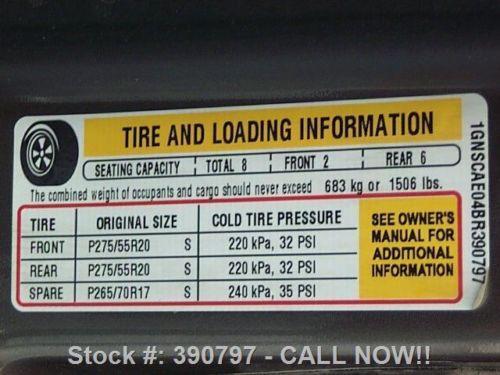 TIRE AND LOADING INFORMATION
SEATING CAPACITY TOTAL 8 FRONT 2 REAR 6
The combined weight of occupants and cargo should never exceed 683 kg or 1506 lbs.
TIRE ORIGINAL SIZE COLD TIRE PRESSURE
FRONT P275/55R20 S 220 kPa, 32 PSI
REAR P275/55R20 S 220 kPa, 32 PSI
SPARE P265/70R17 S 240 kPa, 35 PSI
SEE OWNER'S
MANUAL FOR
ADDITIONAL
INFORMATION
1GNSCAE04BR390797
Stock #: 390797 - CALL NOW!!